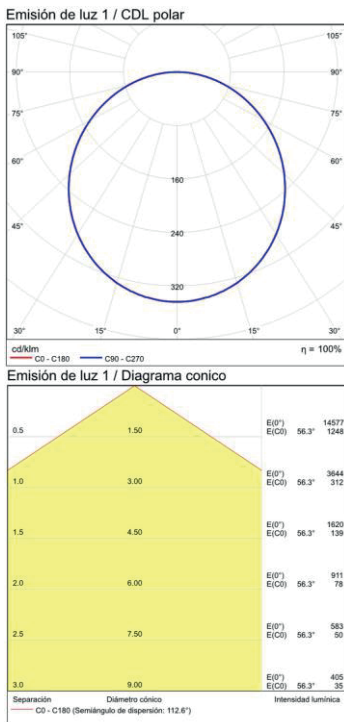 Emisión de luz 1 / CDL polar
105° 105°
90° 90°
75° 75°
60° 60°
160
45° 45°
240
320
30° 15° 0° 15° 30°
cd/klm η = 100%
C0 - C180 C90 - C270
Emisión de luz 1 / Diagrama conico
E(0°) 14577
0.5 1.50 E(C0) 56.3° 1248
E(0°) 3644
1.0 3.00 E(C0) 56.3° 312
E(0°) 1620
1.5 4.50 E(C0) 56.3° 139
E(0°) 911
2.0 6.00 E(C0) 56.3° 78
E(0°) 583
2.5 7.50 E(C0) 56.3° 50
E(0°) 405
3.0 9.00 E(C0) 56.3° 35
Separación Diámetro cónico Intensidad lumínica
C0 - C180 (Semiángulo de dispersión: 112.6°)